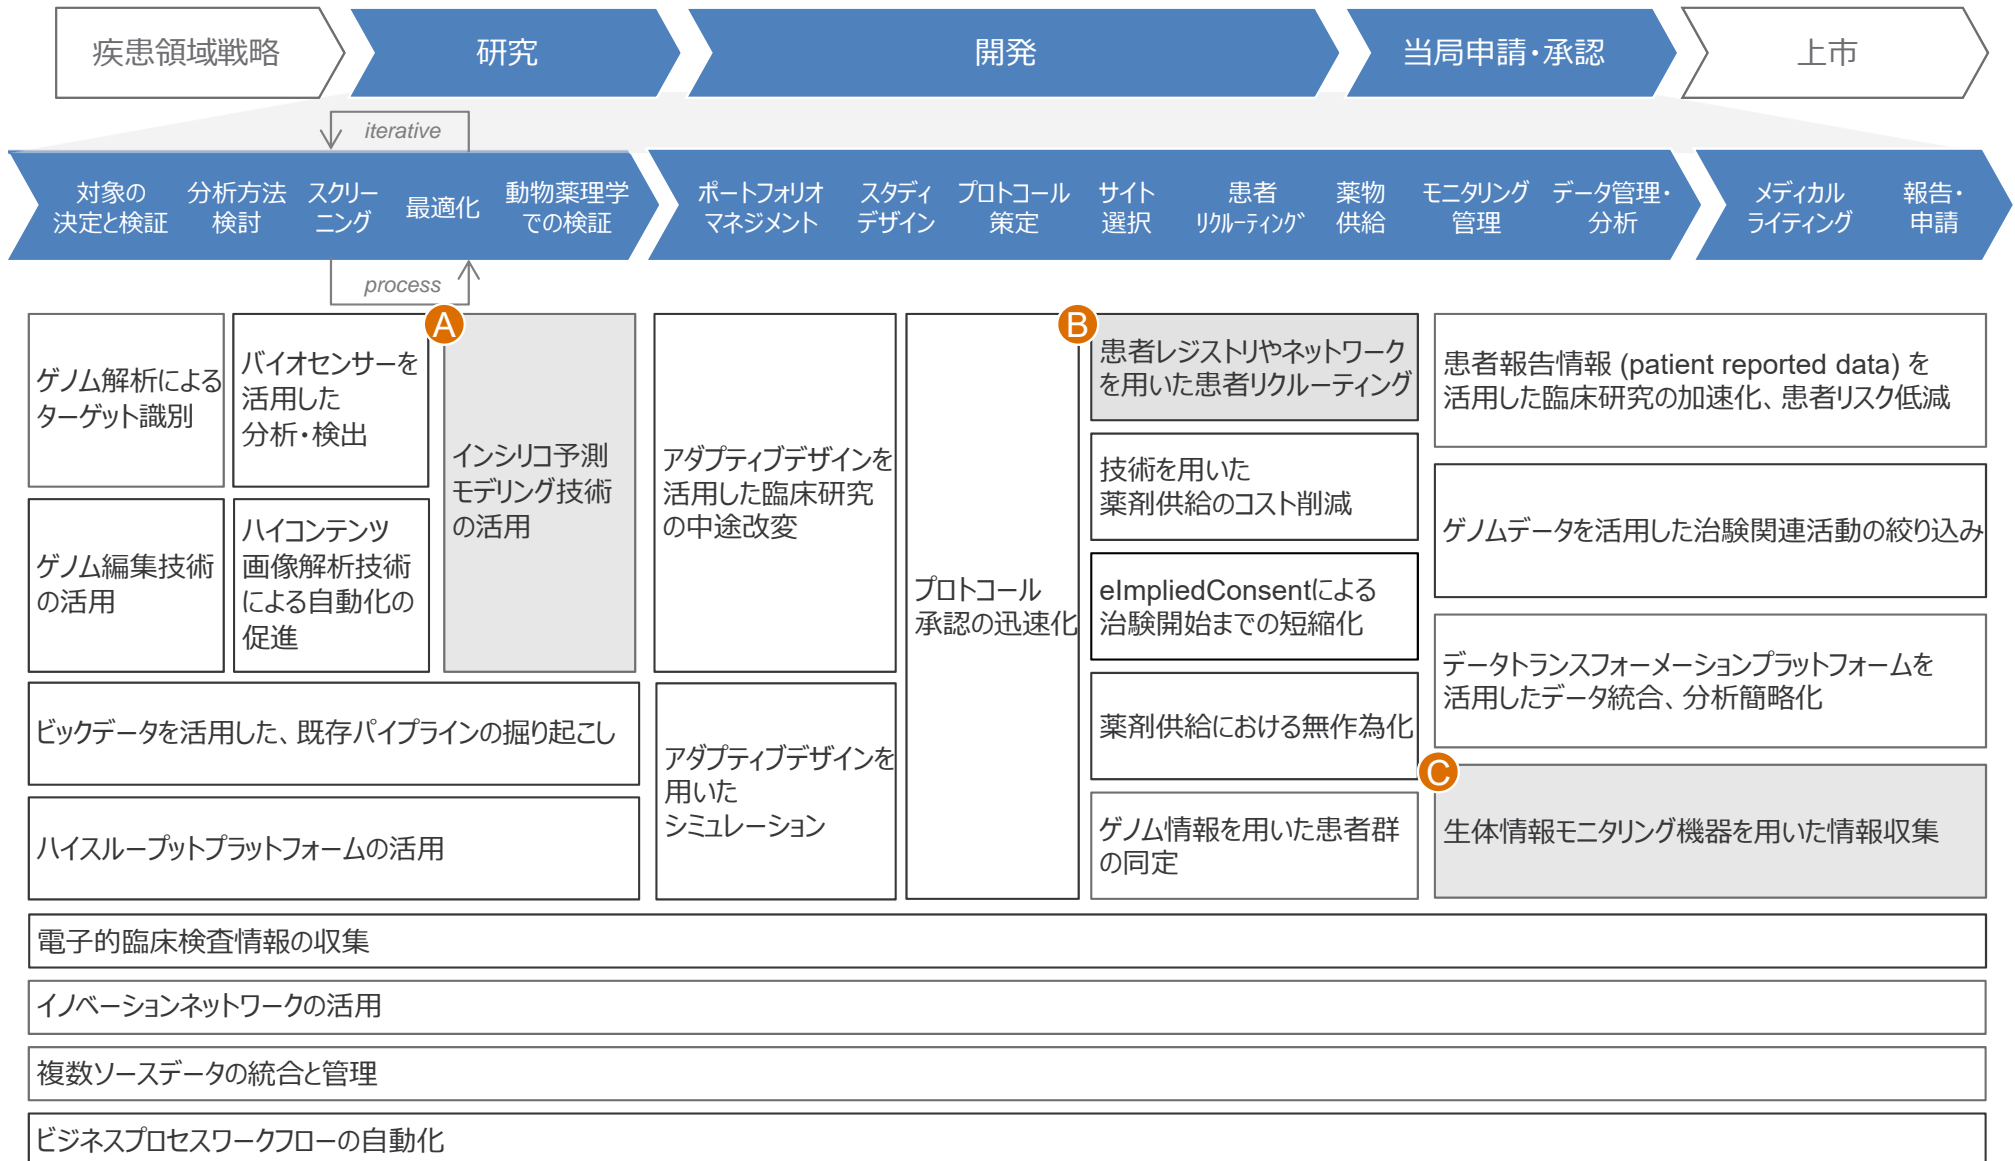 疾患領域戦略
研究
開発
当局申請・承認
上市
iterative
対象の
決定と検証
分析方法
検討
スクリー
ニング
最適化
動物薬理学
での検証
ポートフォリオ
マネジメント
スタディ
デザイン
プロトコール
策定
サイト
選択
患者
ﾘｸﾙｰﾃｨﾝｸﾞ
薬物
供給
モニタリング
管理
データ管理・
分析
メディカル
ライティング
報告・
申請
process
ゲノム解析による
ターゲット識別
バイオセンサーを
活用した
分析・検出
ゲノム編集技術
の活用
ハイコンテンツ
画像解析技術
による自動化の
促進
A
インシリコ予測
モデリング技術
の活用
ビックデータを活用した、既存パイプラインの掘り起こし
ハイスループットプラットフォームの活用
アダプティブデザインを
活用した臨床研究
の中途改変
アダプティブデザインを
用いた
シミュレーション
プロトコール
承認の迅速化
B
患者レジストリやネットワーク
を用いた患者リクルーティング
技術を用いた
薬剤供給のコスト削減
eImpliedConsentによる
治験開始までの短縮化
薬剤供給における無作為化
ゲノム情報を用いた患者群
の同定
患者報告情報 (patient reported data) を
活用した臨床研究の加速化、患者リスク低減
ゲノムデータを活用した治験関連活動の絞り込み
データトランスフォーメーションプラットフォームを
活用したデータ統合、分析簡略化
C
生体情報モニタリング機器を用いた情報収集
電子的臨床検査情報の収集
イノベーションネットワークの活用
複数ソースデータの統合と管理
ビジネスプロセスワークフローの自動化